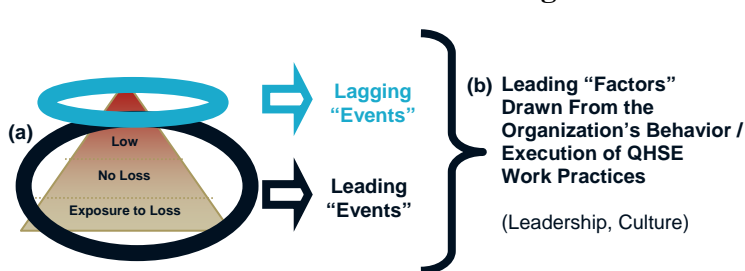 (a)
Low
No Loss
Exposure to Loss
Lagging
“Events”
Leading
“Events”
(b) Leading “Factors”
Drawn From the
Organization’s Behavior /
Execution of QHSE
Work Practices
(Leadership, Culture)